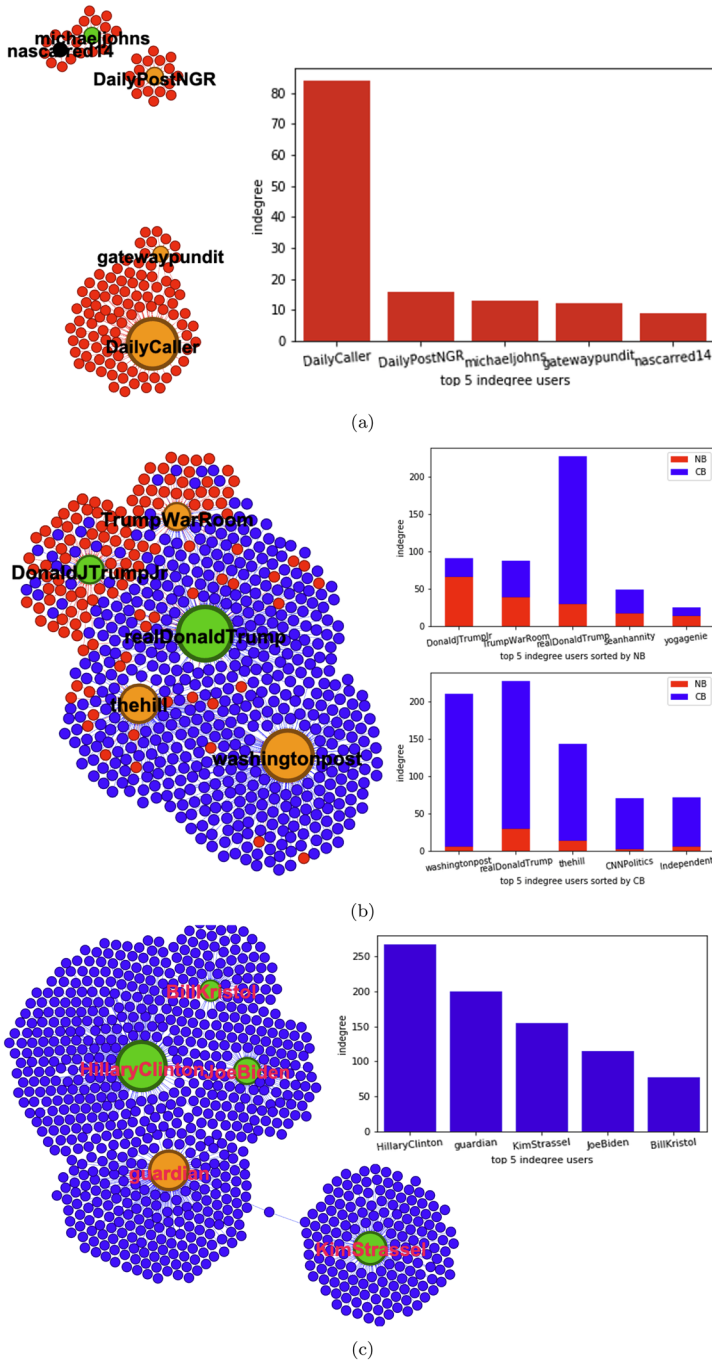 michaeljohns
nascarred14
DailyPostNGR
gatewaypundit
DailyCaller
indegree
80
70
60
50
40
30
20
10
0
DailyCaller DailyPostNGR michaeljohns gatewaypundit nascarred14
top 5 indegree users
(a)
TrumpWarRoom
DonaldJTrumpJr
realDonaldTrump
thehill
washingtonpost
NB
CB
indegree
200
150
100
50
0
DonaldJTrumpJr TrumpWarRoom realDonaldTrump seanhannity yogagenie
top 5 indegree users sorted by NB
NB
CB
indegree
200
150
100
50
0
washingtonpost realDonaldTrump thehill CNNPolitics Independent
top 5 indegree users sorted by CB
(b)
BillKristol
HillaryClinton JoeBiden
guardian
KimStrassel
indegree
250
200
150
100
50
0
HillaryClinton guardian KimStrassel JoeBiden BillKristol
top 5 indegree users
(c)